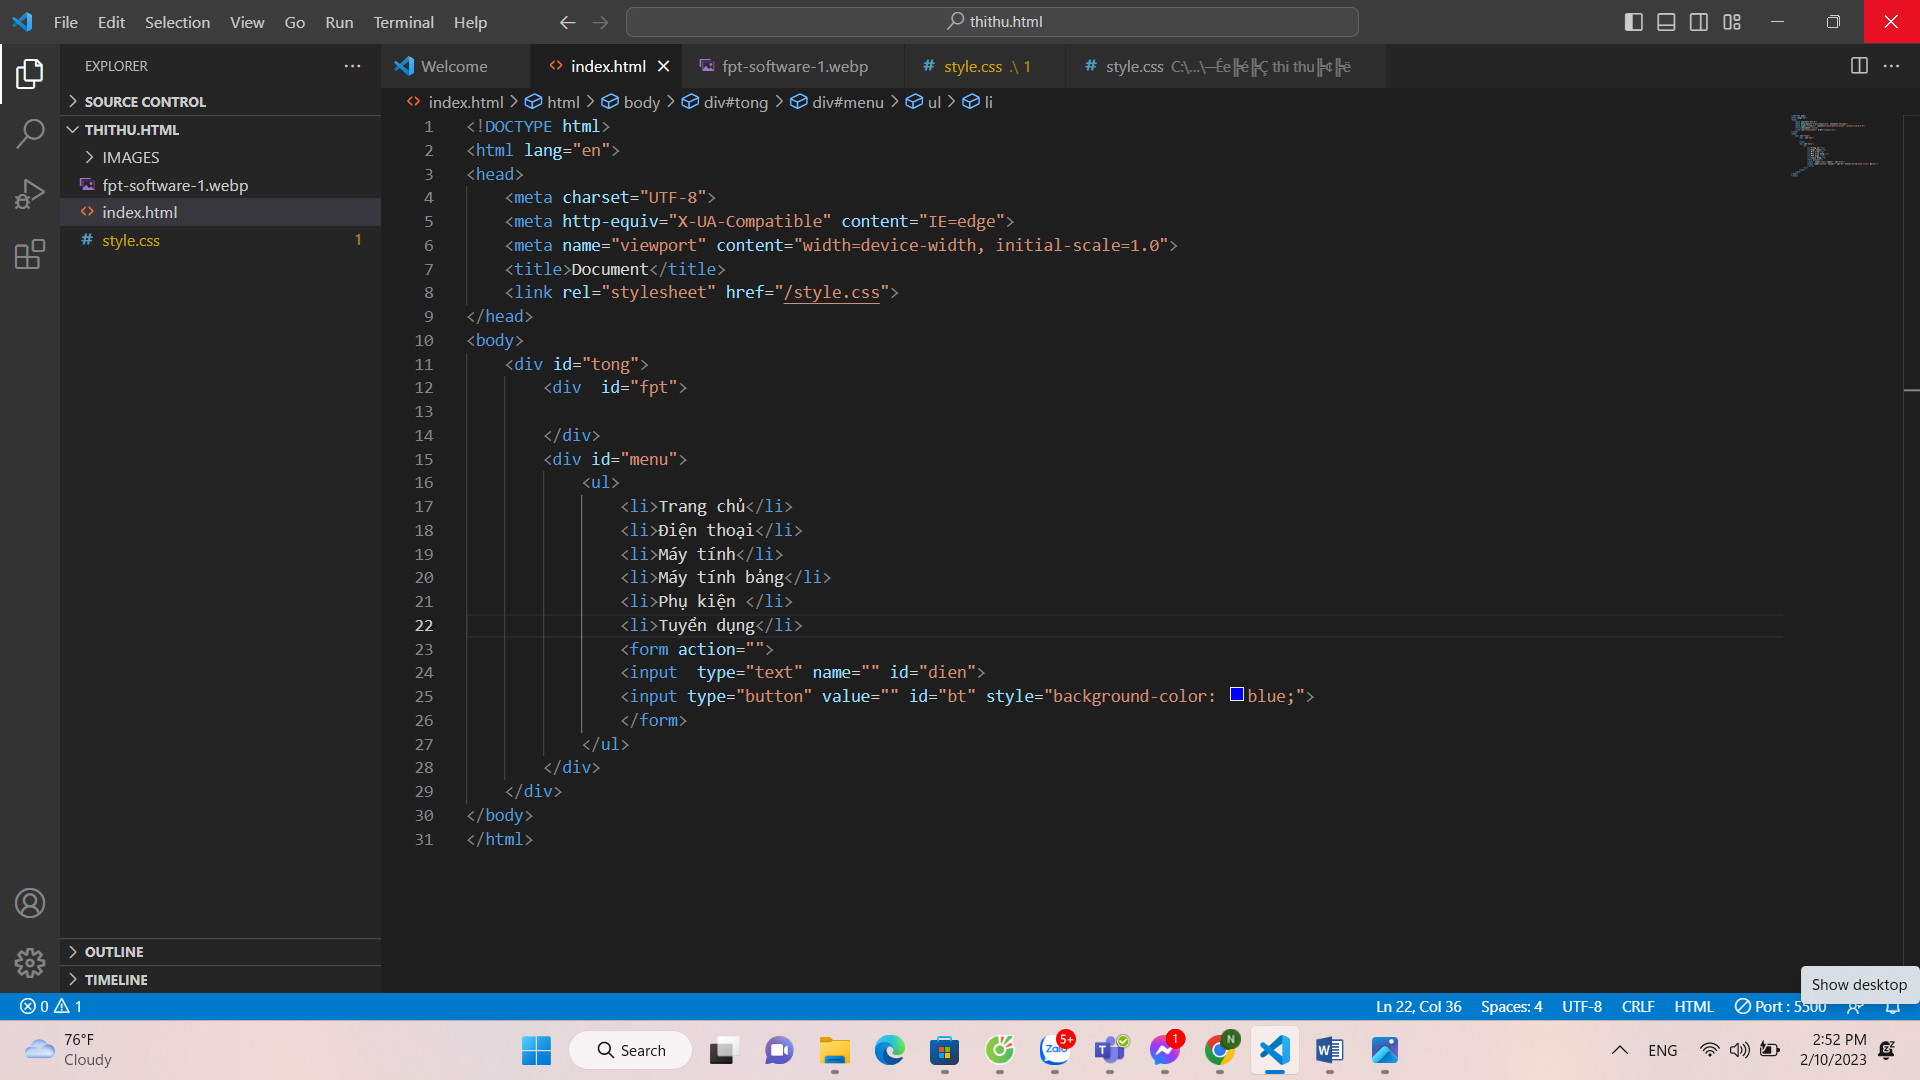 File Edit Selection View Go Run Terminal Help
thithu.html
EXPLORER
SOURCE CONTROL
THITHU.HTML
IMAGES
fpt-software-1.webp
index.html
style.css 1
OUTLINE
TIMELINE
Welcome index.html fpt-software-1.webp style.css .\ 1 style.css C:\...\ thi thu
index.html > html > body > div#tong > div#menu > ul > li
1 <!DOCTYPE html>
2 <html lang="en">
3 <head>
4 <meta charset="UTF-8">
5 <meta http-equiv="X-UA-Compatible" content="IE=edge">
6 <meta name="viewport" content="width=device-width, initial-scale=1.0">
7 <title>Document</title>
8 <link rel="stylesheet" href="/style.css">
9 </head>
10 <body>
11 <div id="tong">
12 <div  id="fpt">
13
14 </div>
15 <div id="menu">
16 <ul>
17 <li>Trang chủ</li>
18 <li>Điện thoại</li>
19 <li>Máy tính</li>
20 <li>Máy tính bảng</li>
21 <li>Phụ kiện </li>
22 <li>Tuyển dụng</li>
23 <form action="">
24 <input  type="text" name="" id="dien">
25 <input type="button" value="" id="bt" style="background-color: blue;">
26 </form>
27 </ul>
28 </div>
29 </div>
30 </body>
31 </html>
Show desktop
0 1 Ln 22, Col 36 Spaces: 4 UTF-8 CRLF HTML Port : 5500
76°F
Cloudy
Search
5+
1
N
ENG
2:52 PM
2/10/2023